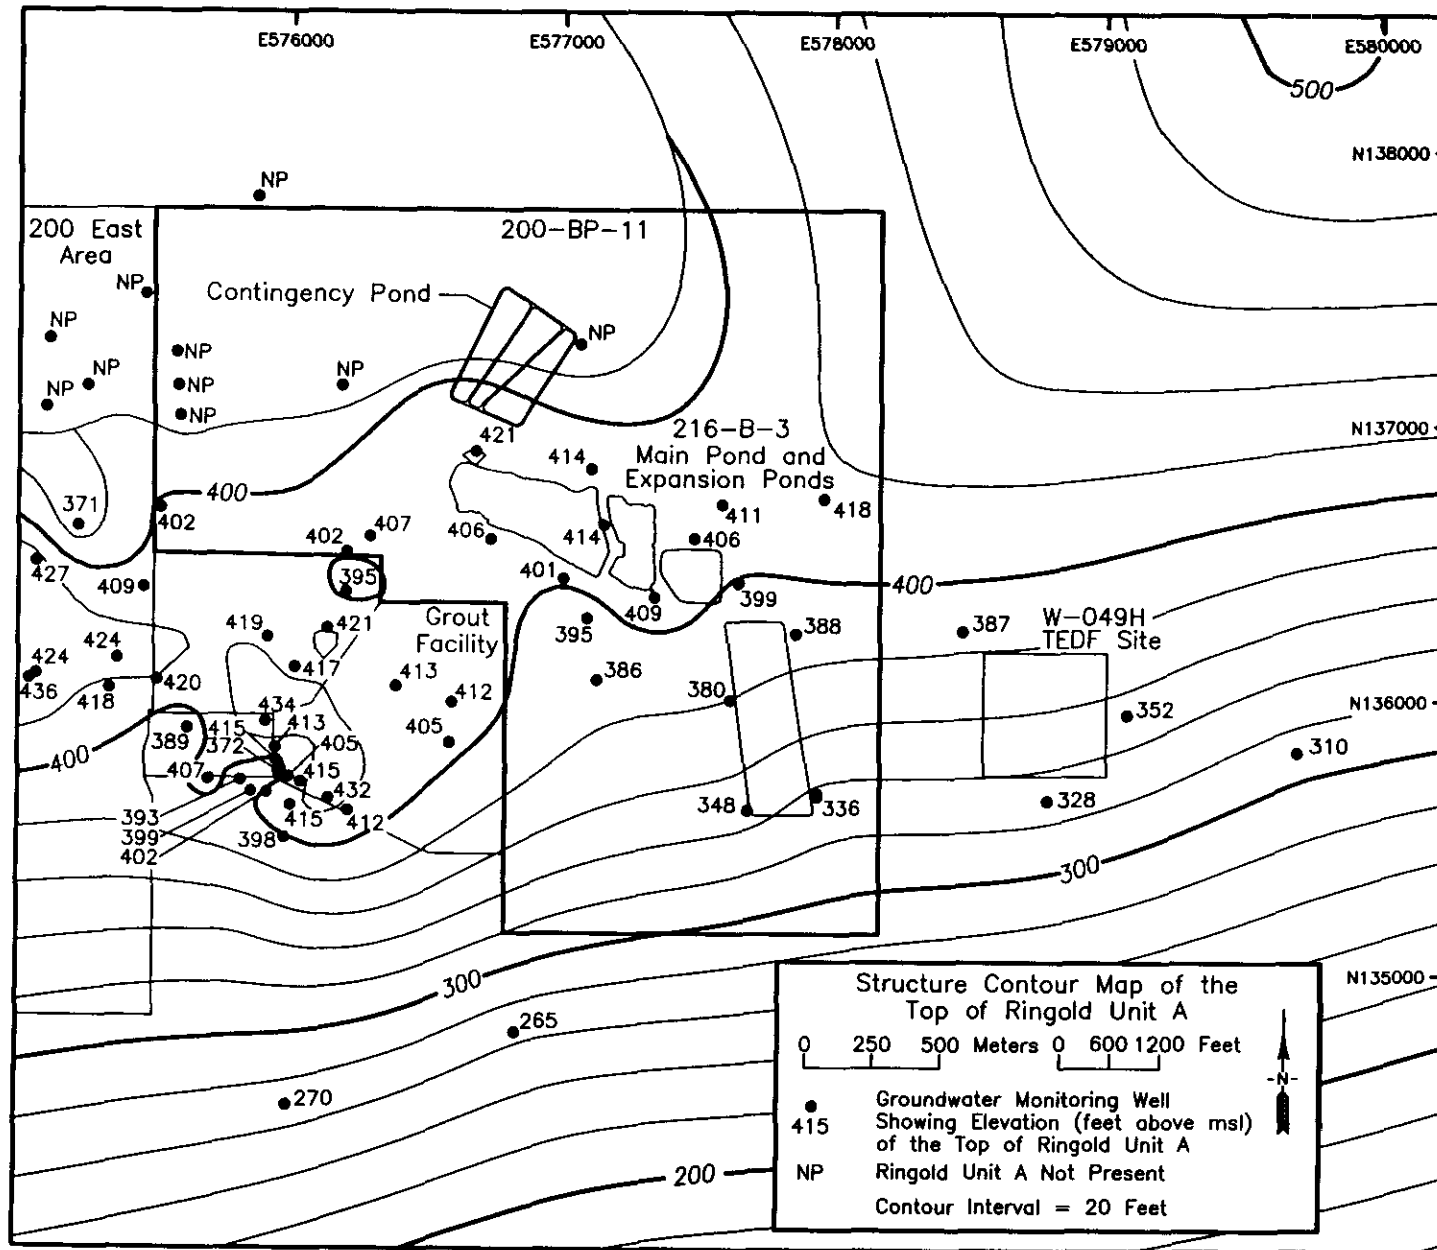 E576000
E577000
E578000
E579000
E580000
500
N138000
NP
200 East
Area
200-BP-11
NP
Contingency Pond
NP
NP
NP
NP
NP
NP
NP
NP
N137000
421
216-B-3
Main Pond and
Expansion Ponds
414
400
371
402
407
402
406
414
411
406
418
427
409
395
401
409
399
400
419
421
Grout
Facility
395
388
387
W-049H
TEDF Site
424
424
436
418
420
417
413
412
386
380
N136000
352
434
413
415
389
372
405
405
310
400
407
415
432
393
415
412
348
336
328
399
398
402
300
300
N135000
265
270
200
Structure Contour Map of the
Top of Ringold Unit A
0 250 500 Meters 0 600 1200 Feet
-N-
415
Groundwater Monitoring Well
Showing Elevation (feet above msl)
of the Top of Ringold Unit A
NP Ringold Unit A Not Present
Contour Interval = 20 Feet